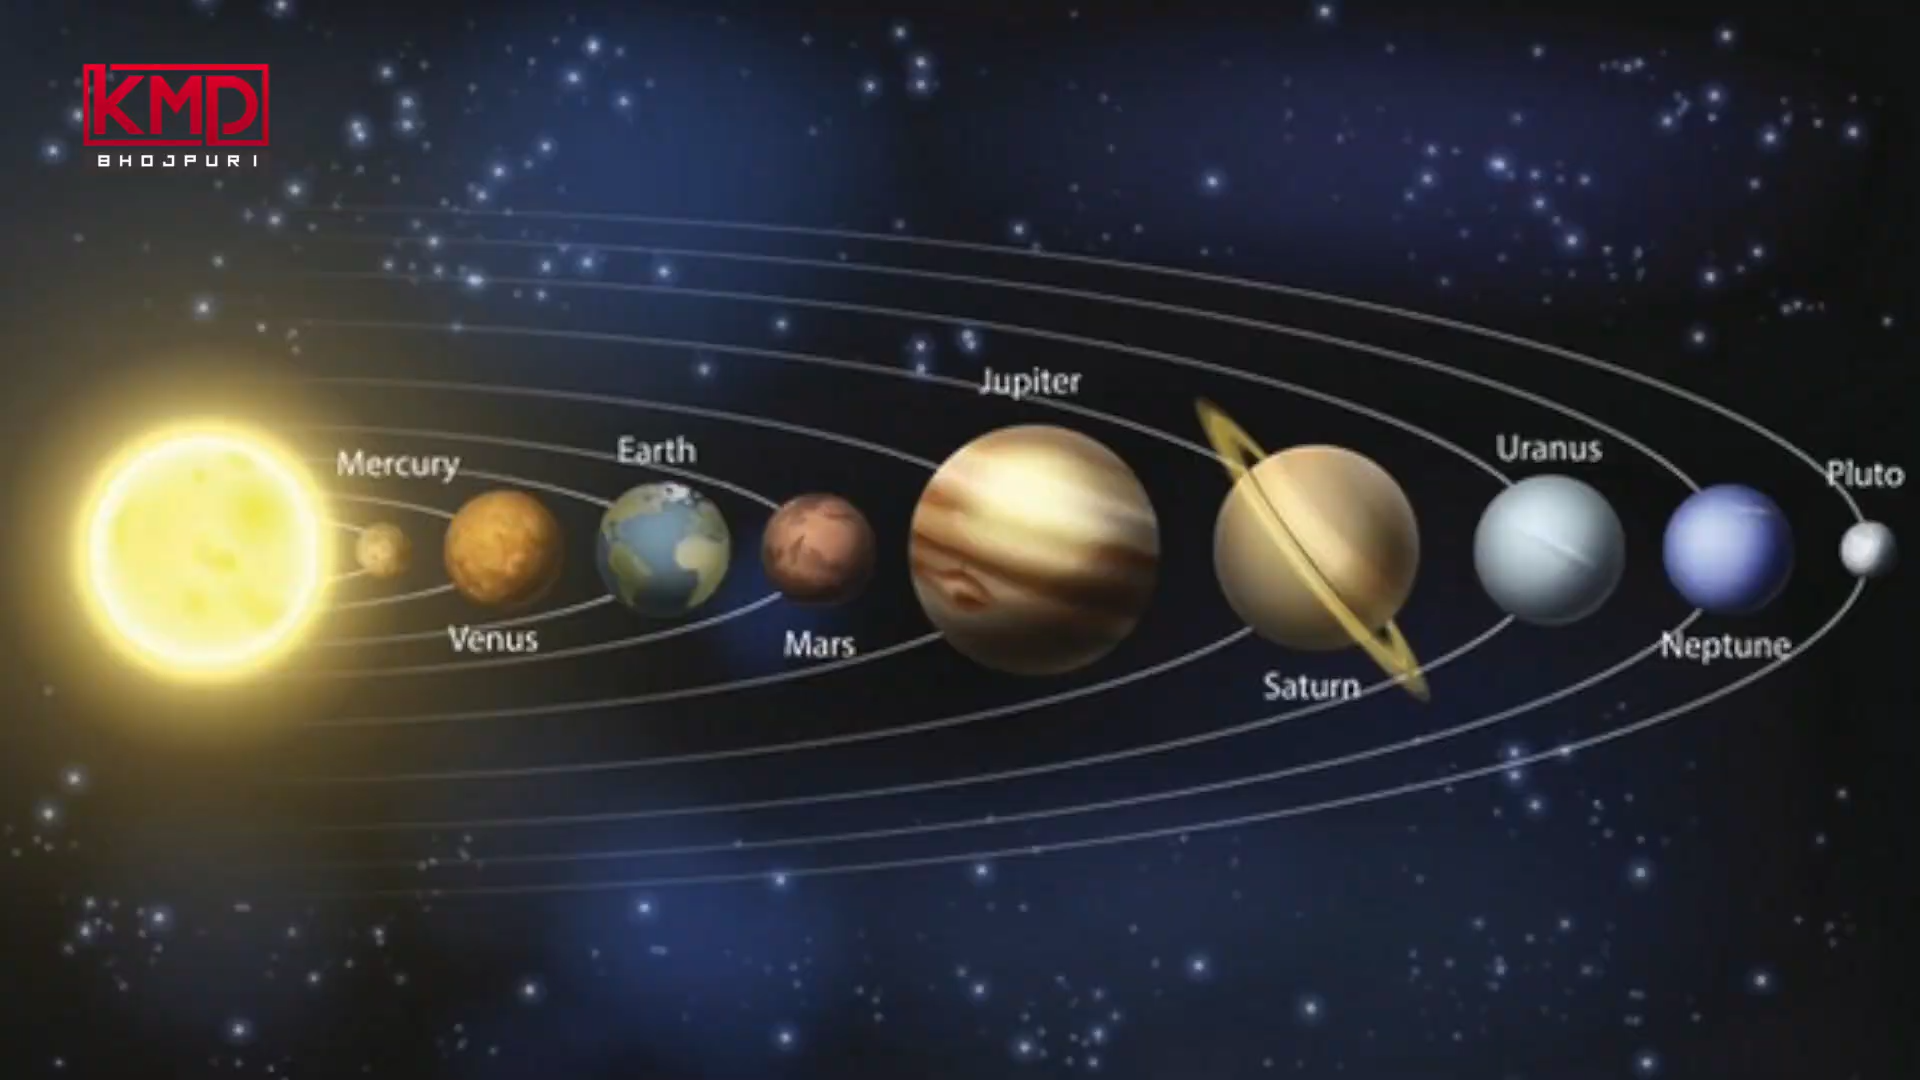 KMD
BHOJPURI
Jupiter
Earth
Uranus
Mercury
Pluto
Venus
Mars
Neptune
Saturn